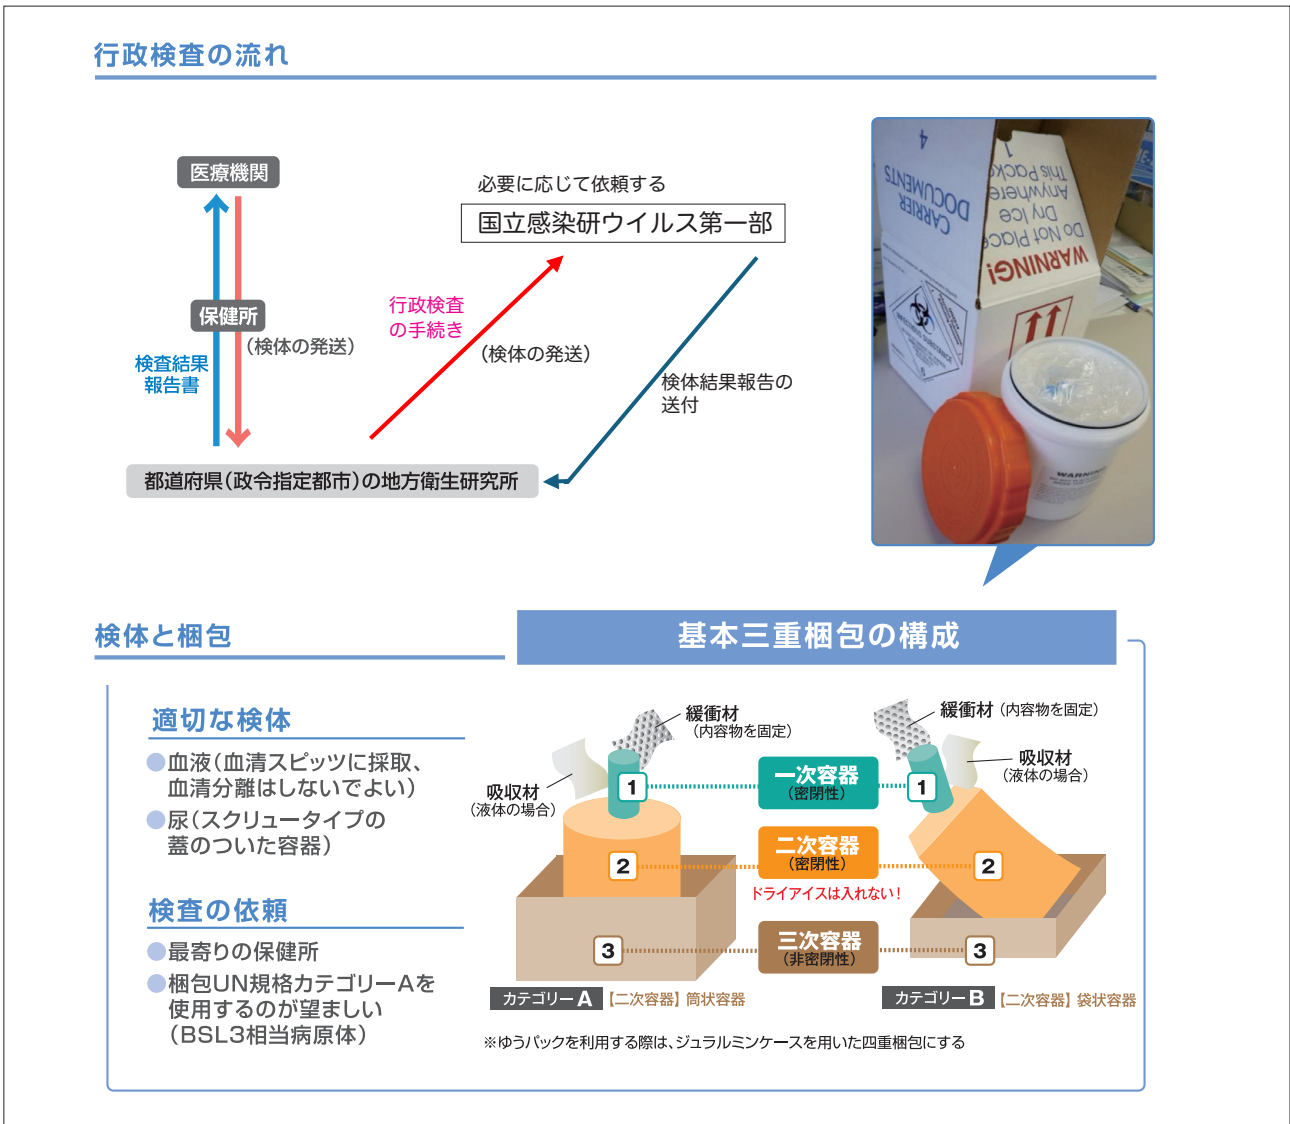 行政検査の流れ
医療機関
保健所
(検体の発送)
検査結果
報告書
必要に応じて依頼する
国立感染研ウイルス第一部
行政検査
の手続き
(検体の発送)
検体結果報告の
送付
都道府県(政令指定都市)の地方衛生研究所
4
CARRIER
DOCUMENTS
WARNING!
Do Not Place
Dry Ice
Anywhere
This Pack
1
WARNING
検体と梱包
基本三重梱包の構成
適切な検体
●血液(血清スピッツに採取、
血清分離はしないでよい)
●尿(スクリュータイプの
蓋のついた容器)
検査の依頼
●最寄りの保健所
●梱包UN規格カテゴリーAを
使用するのが望ましい
(BSL3相当病原体)
緩衝材
(内容物を固定)
吸収材
(液体の場合)
1
2
3
一次容器
(密閉性)
二次容器
(密閉性)
ドライアイスは入れない!
三次容器
(非密閉性)
緩衝材(内容物を固定)
吸収材
(液体の場合)
1
2
3
カテゴリーA【二次容器】筒状容器
カテゴリーB【二次容器】袋状容器
※ゆうパックを利用する際は、ジュラルミンケースを用いた四重梱包にする